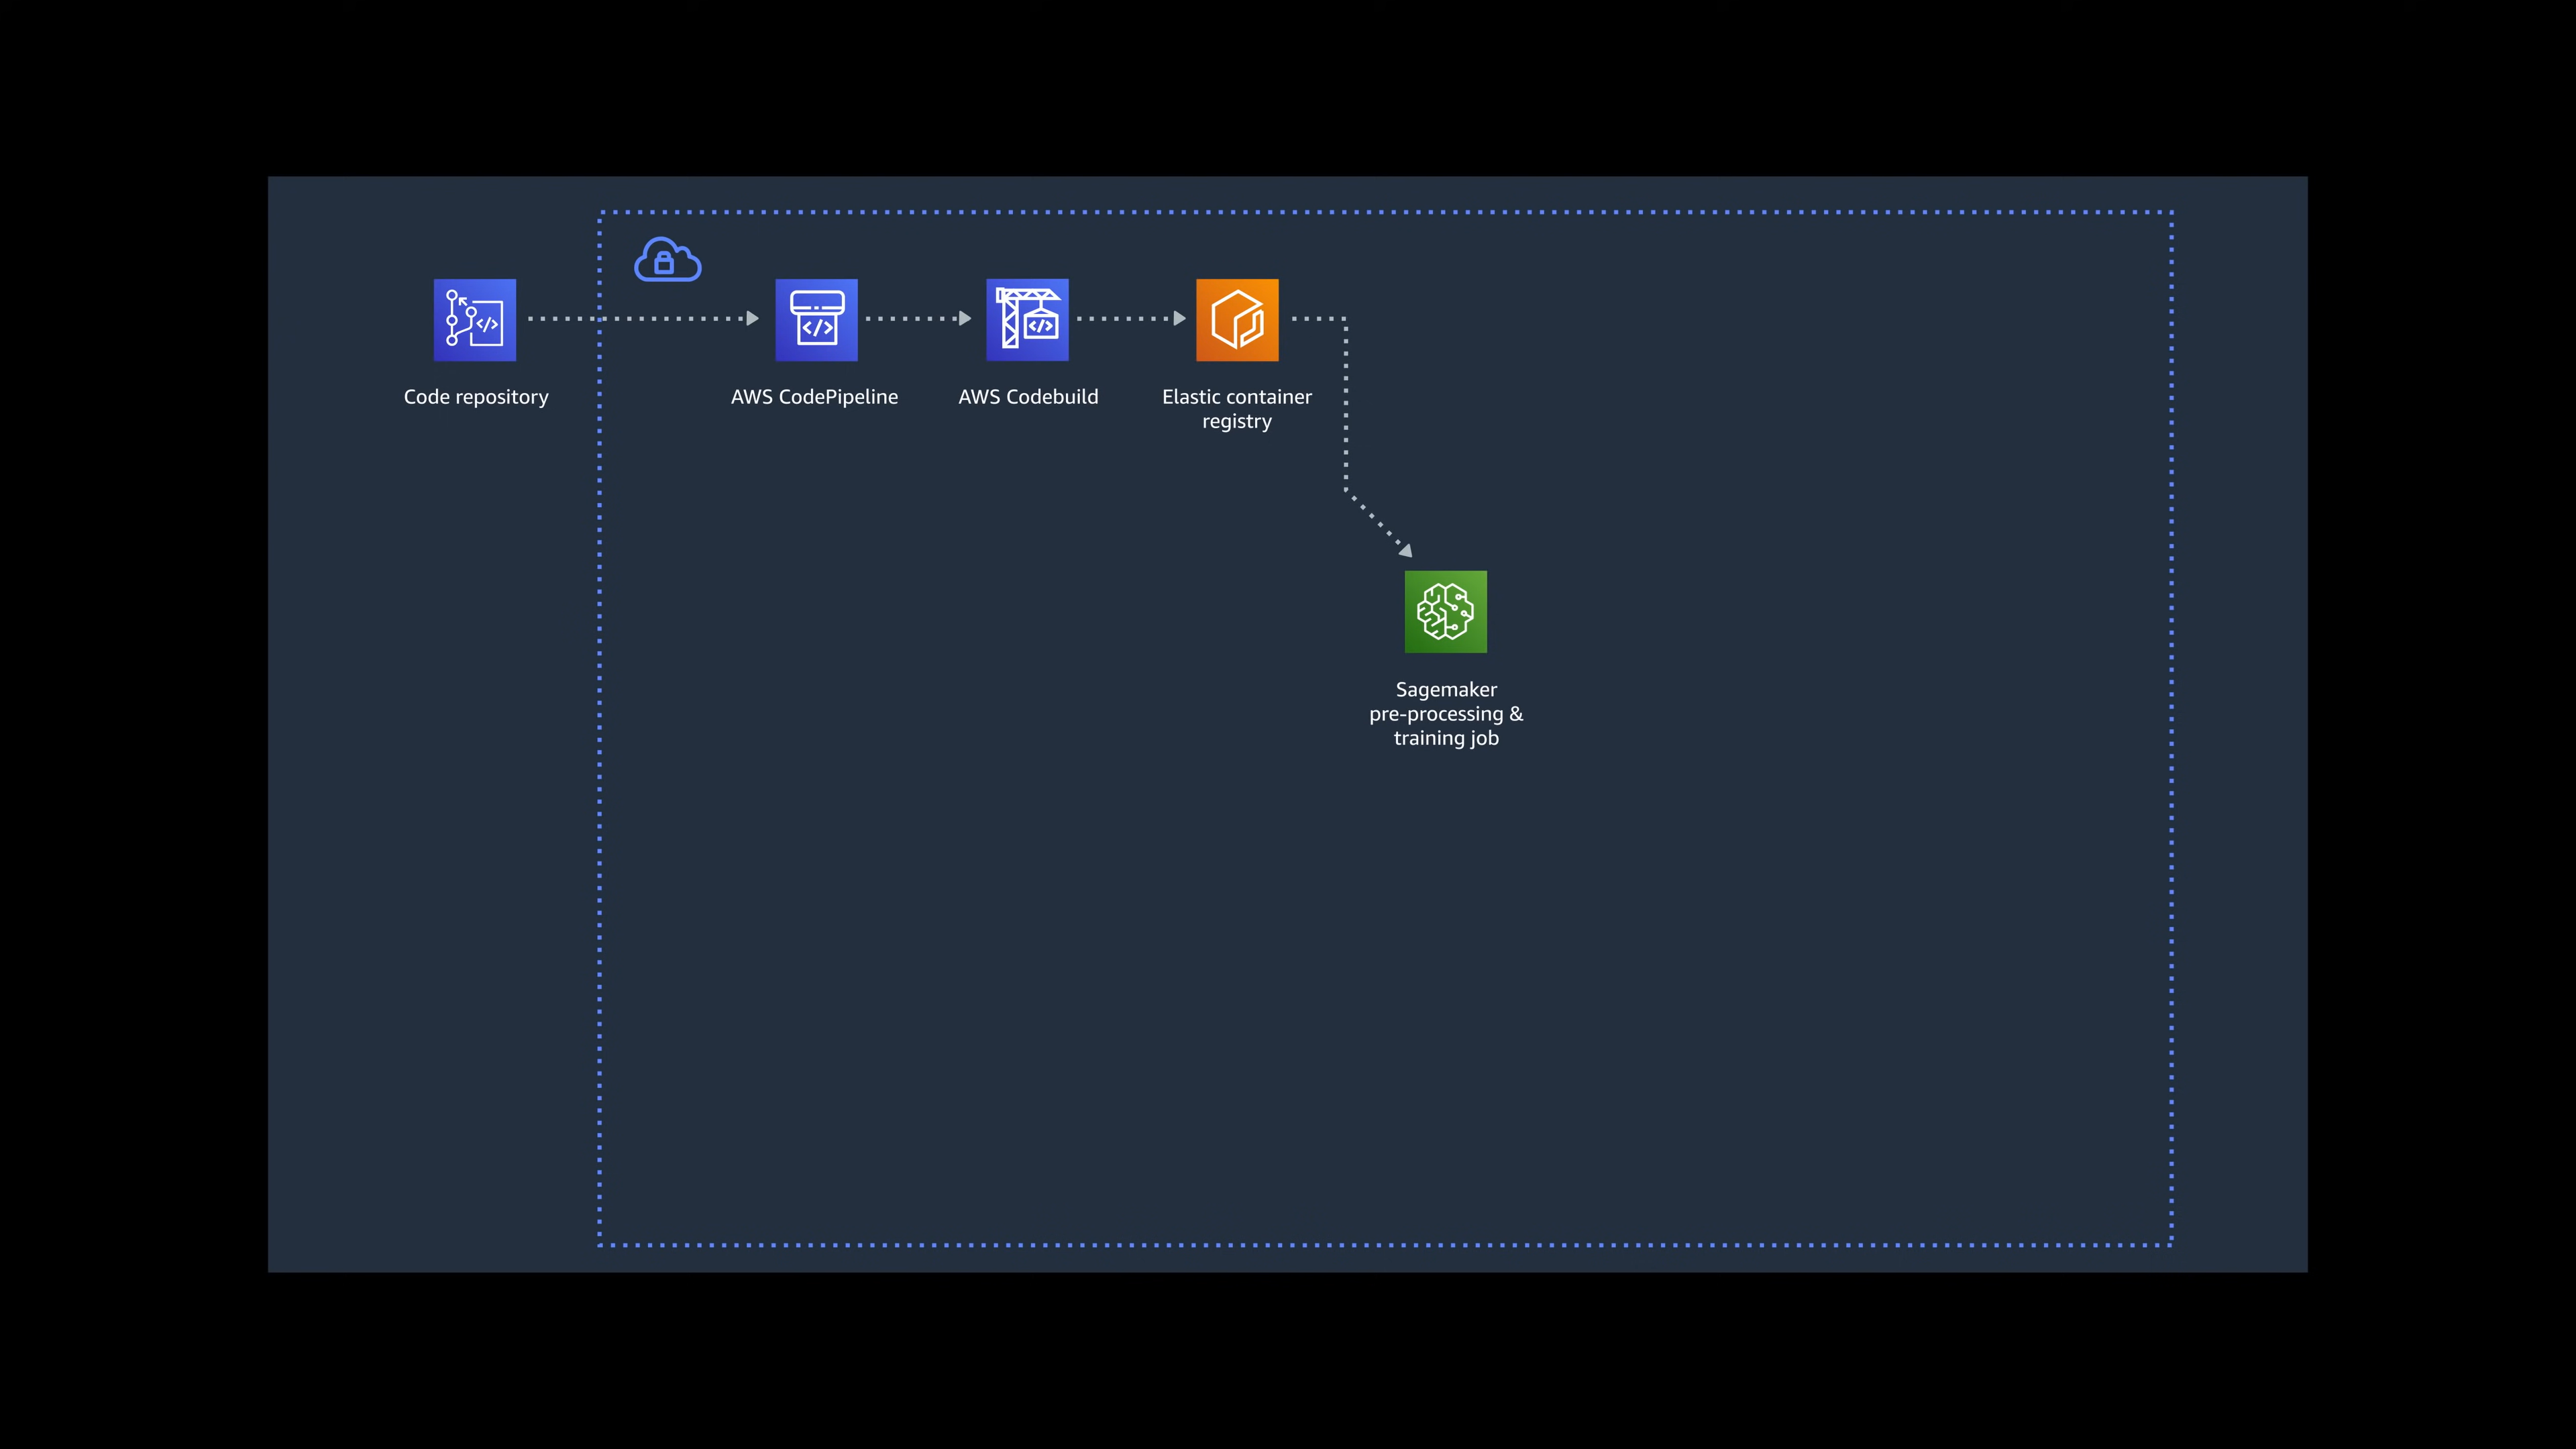 Code repository
AWS CodePipeline
AWS Codebuild
Elastic container
registry
Sagemaker
pre-processing &
training job